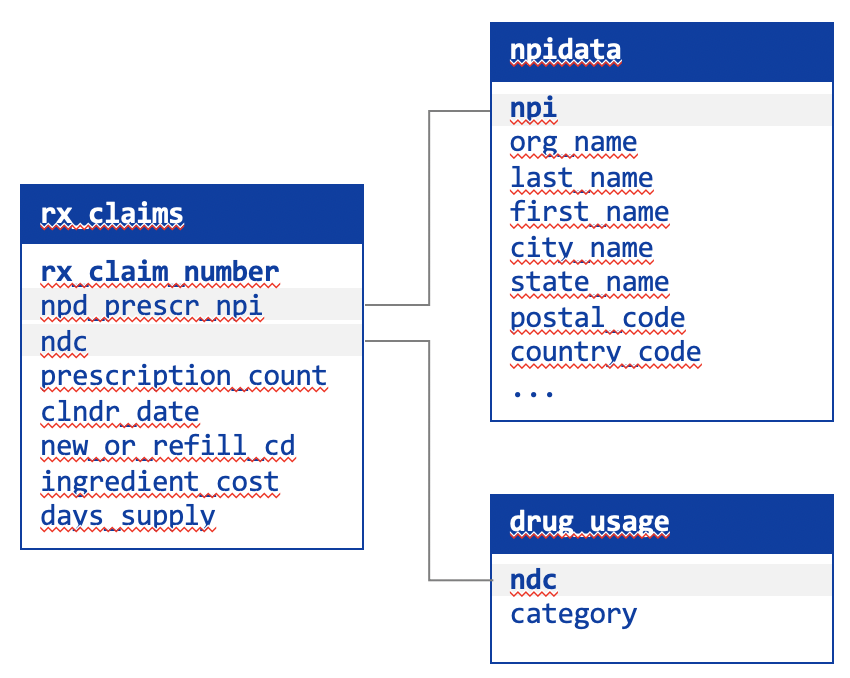 rx_claims
rx_claim_number
npd_prescr_npi
ndc
prescription_count
clndr_date
new_or_refill_cd
ingredient_cost
days_supply
npidata
npi
org_name
last_name
first_name
city_name
state_name
postal_code
country_code
...
drug_usage
ndc
category